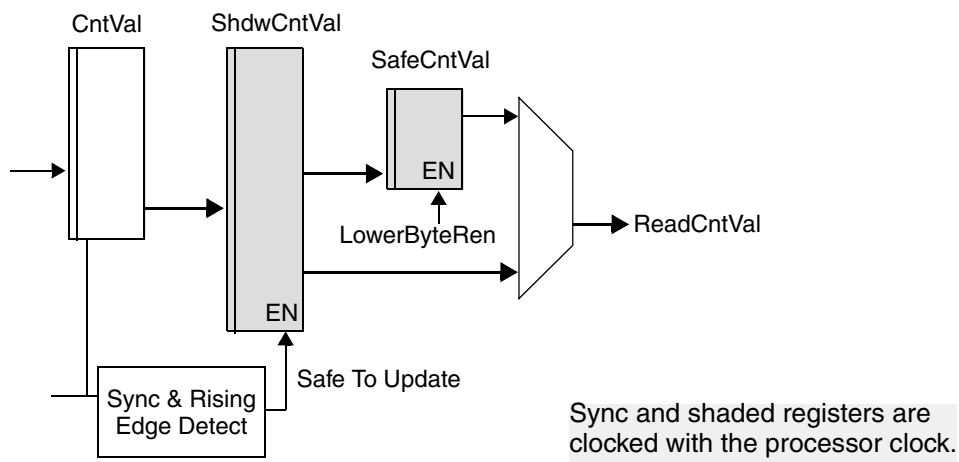 CntVal
ShdwCntVal
SafeCntVal
EN
LowerByteRen
ReadCntVal
EN
Safe To Update
Sync & Rising
Edge Detect
Sync and shaded registers are
clocked with the processor clock.